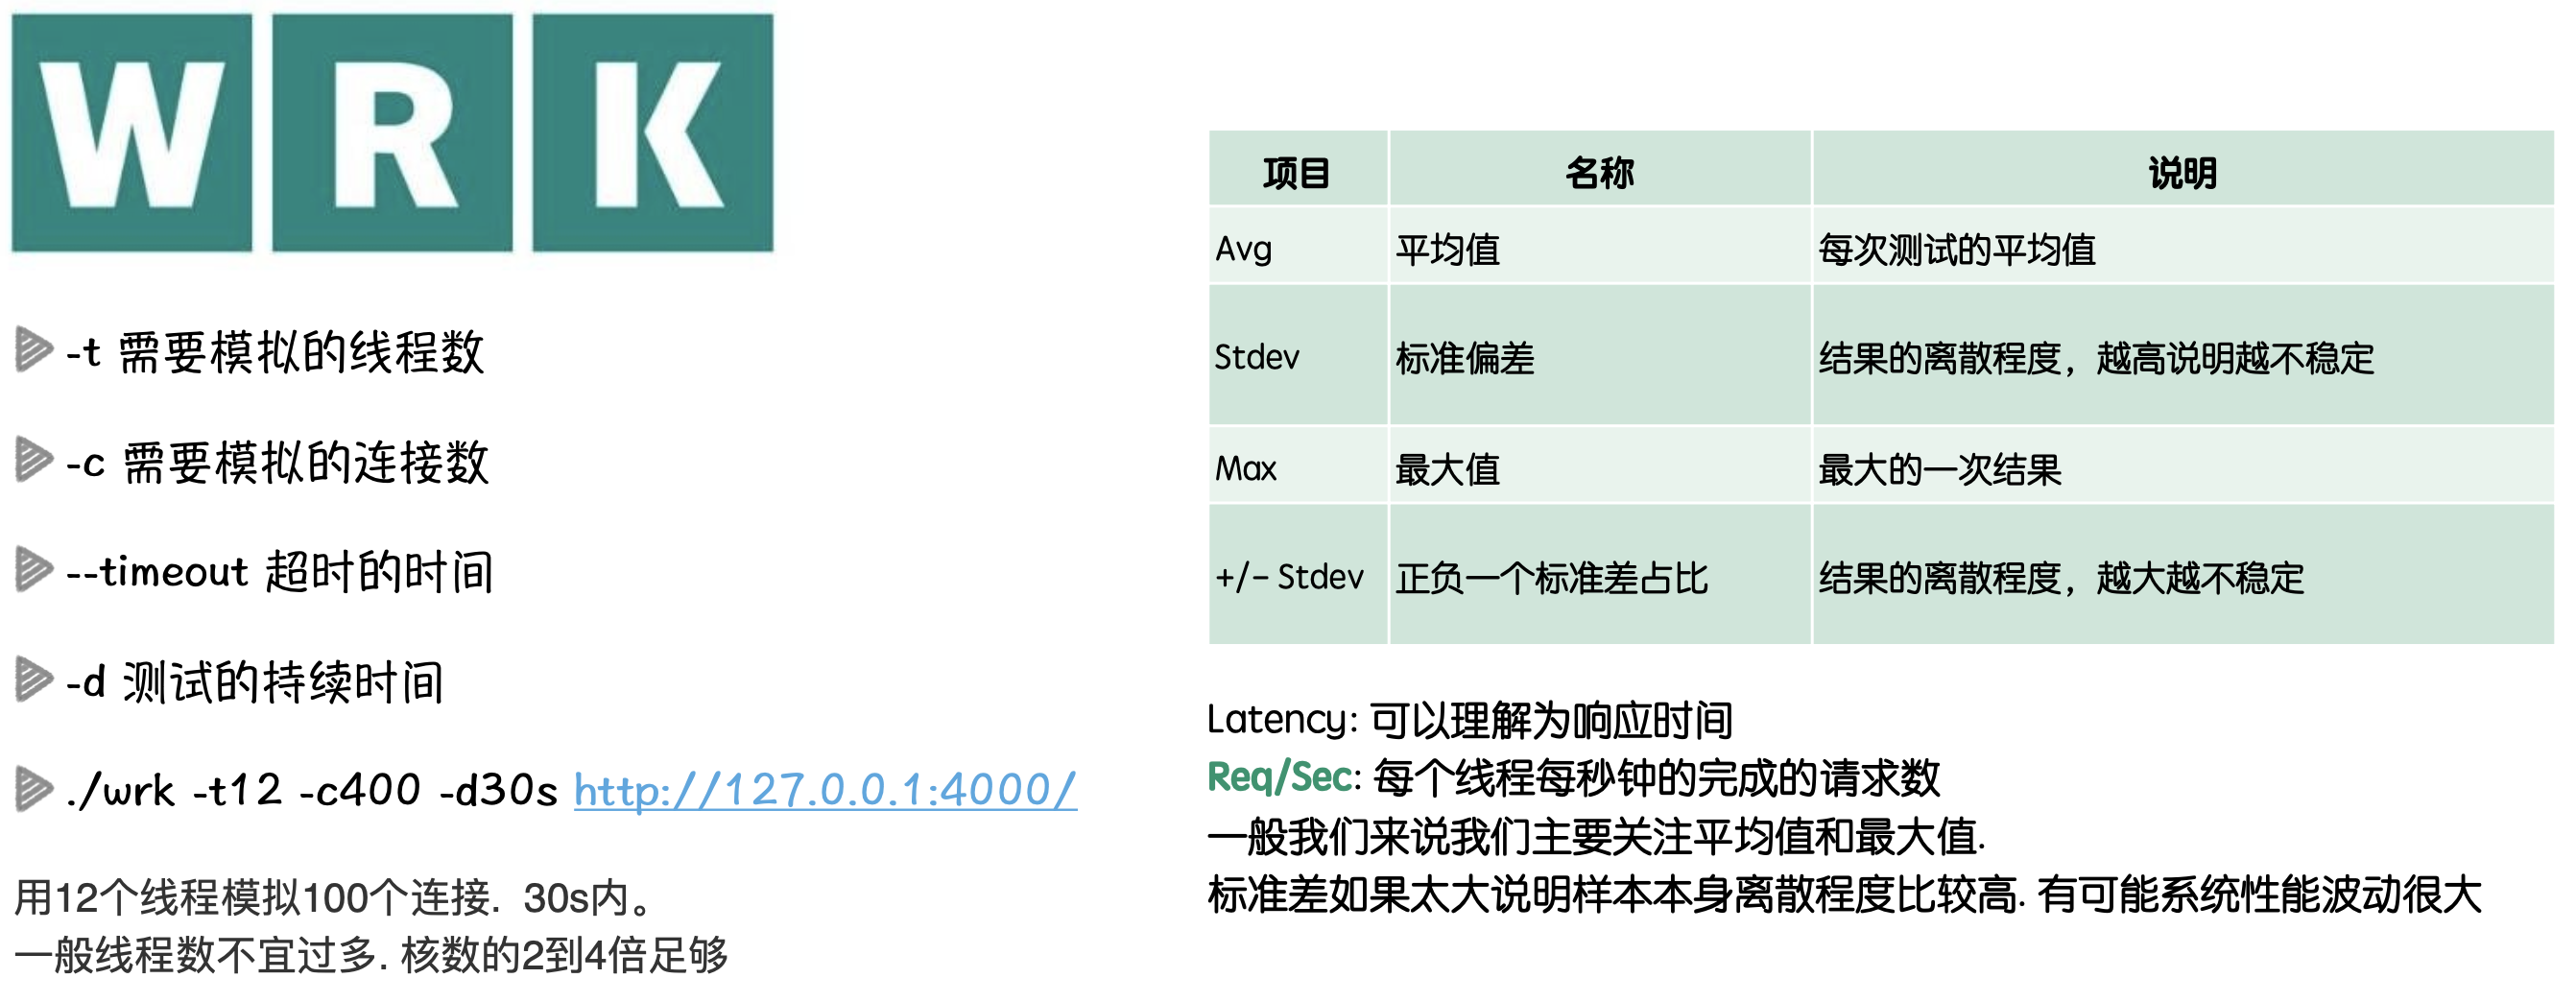 WRK
-t 需要模拟的线程数
-c 需要模拟的连接数
--timeout 超时的时间
-d 测试的持续时间
./wrk -t12 -c400 -d30s http://127.0.0.1:4000/
用12个线程模拟100个连接. 30s内。
一般线程数不宜过多. 核数的2到4倍足够
项目 名称 说明
Avg 平均值 每次测试的平均值
Stdev 标准偏差 结果的离散程度，越高说明越不稳定
Max 最大值 最大的一次结果
+/- Stdev 正负一个标准差占比 结果的离散程度，越大越不稳定
Latency: 可以理解为响应时间
Req/Sec: 每个线程每秒钟的完成的请求数
一般我们来说我们主要关注平均值和最大值.
标准差如果太大说明样本本身离散程度比较高. 有可能系统性能波动很大